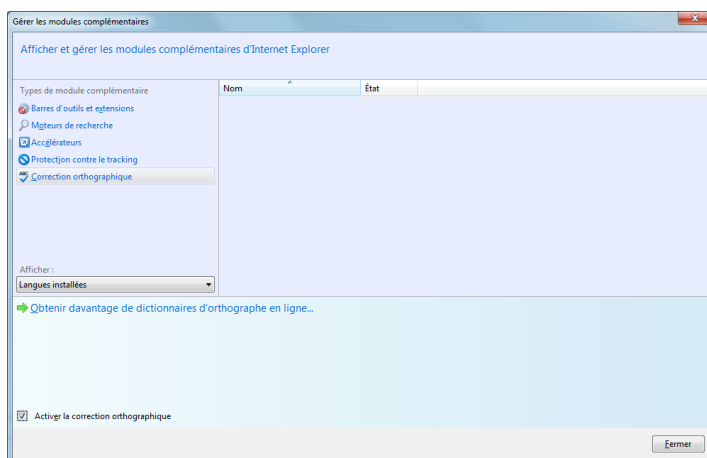 Gérer les modules complémentaires
Afficher et gérer les modules complémentaires d'Internet Explorer
Types de module complémentaire
Barres d'outils et extensions
Moteurs de recherche
Accélérateurs
Protection contre le tracking
ABC
Correction orthographique
Afficher :
Langues installées
Nom
État
Obtenir davantage de dictionnaires d'orthographe en ligne...
Activer la correction orthographique
Fermer